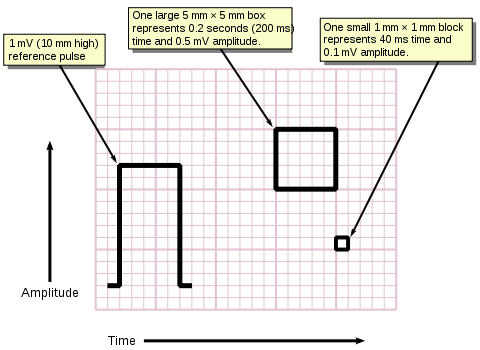 One large 5 mm × 5 mm box
represents 0.2 seconds (200 ms)
time and 0.5 mV amplitude.
One small 1 mm × 1 mm block
represents 40 ms time and
0.1 mV amplitude.
1 mV (10 mm high)
reference pulse
Amplitude
Time